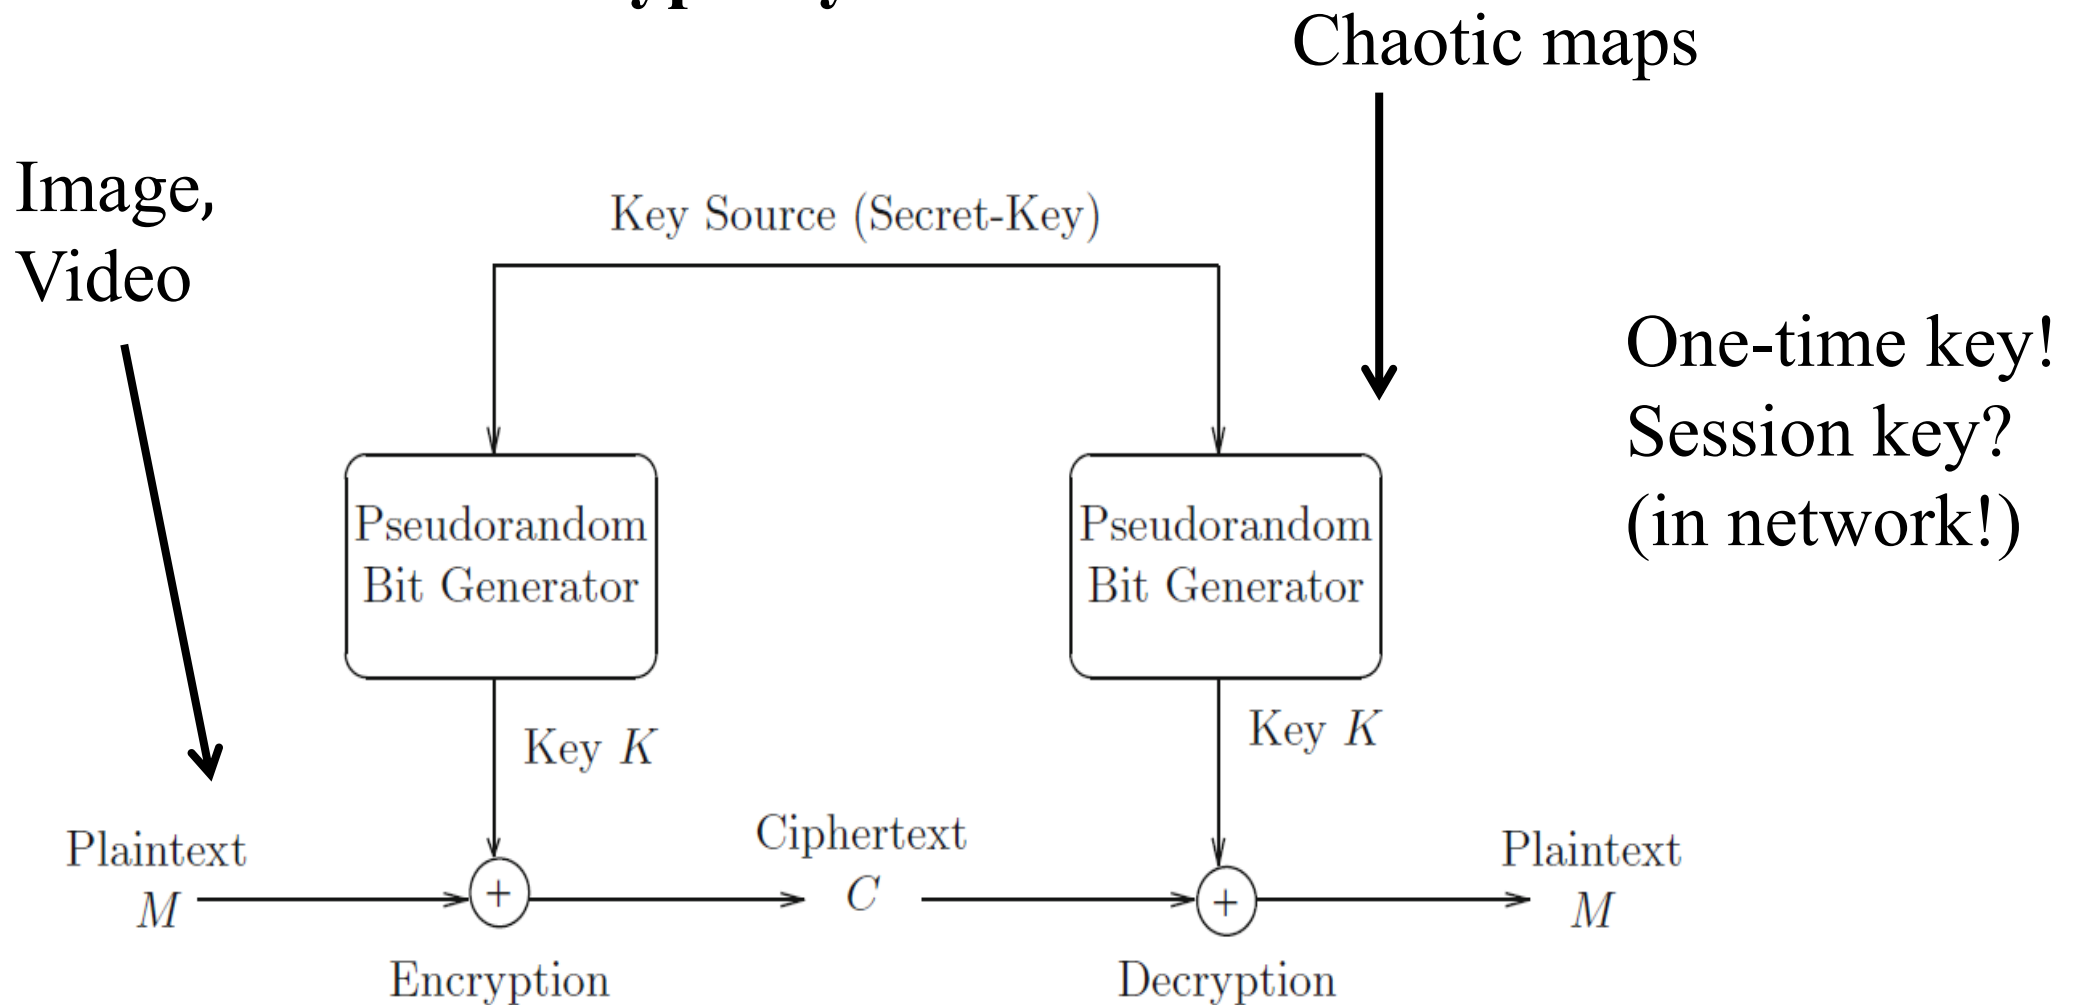 Chaotic maps
Image,
Video
Key Source (Secret-Key)
One-time key!
Session key?
(in network!)
Pseudorandom
Bit Generator
Pseudorandom
Bit Generator
Key K
Key K
Plaintext
M
+
Ciphertext
C
+
Plaintext
M
Encryption
Decryption